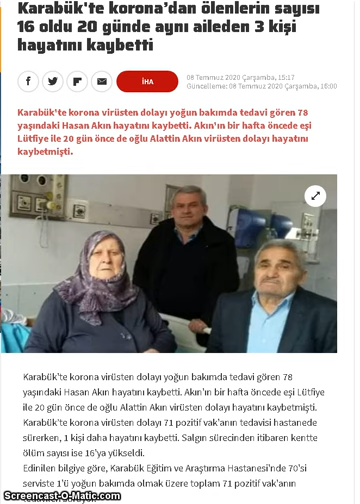 Karabük'te korona’dan ölenlerin sayısı
16 oldu 20 günde aynı aileden 3 kişi
hayatını kaybetti
İHA
08 Temmuz 2020 Çarşamba, 15:17
Güncelleme: 08 Temmuz 2020 Çarşamba, 16:00
Karabük'te korona virüsten dolayı yoğun bakımda tedavi gören 78
yaşındaki Hasan Akın hayatını kaybetti. Akın'ın bir hafta öncede eşi
Lütfiye ile 20 gün önce de oğlu Alattin Akın virüsten dolayı hayatını
kaybetmişti.
Karabük'te korona virüsten dolayı yoğun bakımda tedavi gören 78
yaşındaki Hasan Akın hayatını kaybetti. Akın'ın bir hafta öncede eşi Lütfiye
ile 20 gün önce de oğlu Alattin Akın virüsten dolayı hayatını kaybetmişti.
Karabük'te korona virüsten dolayı 71 pozitif vak'anın tedavisi hastanede
sürerken, 1 kişi daha hayatını kaybetti. Salgın sürecinden itibaren kentte
ölüm sayısı ise 16'ya yükseldi.
Edinilen bilgiye göre, Karabük Eğitim ve Araştırma Hastanesi'nde 70'si
serviste 1'ü yoğun bakımda olmak üzere toplam 71 pozitif vak'anın
Screencast-O-Matic.com